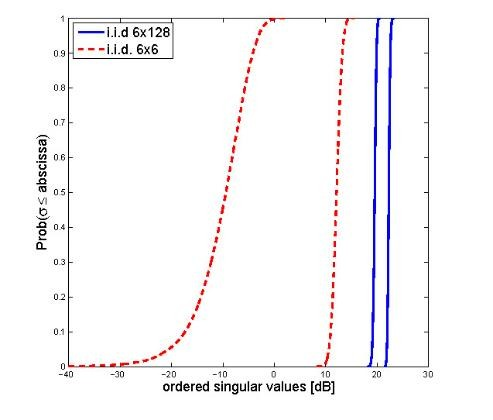 i.i.d 6x128
i.i.d. 6x6
1
0.9
0.8
0.7
0.6
0.5
0.4
0.3
0.2
0.1
0
Prob(σ ≤ abscissa)
-40 -30 -20 -10 0 10 20 30
ordered singular values [dB]